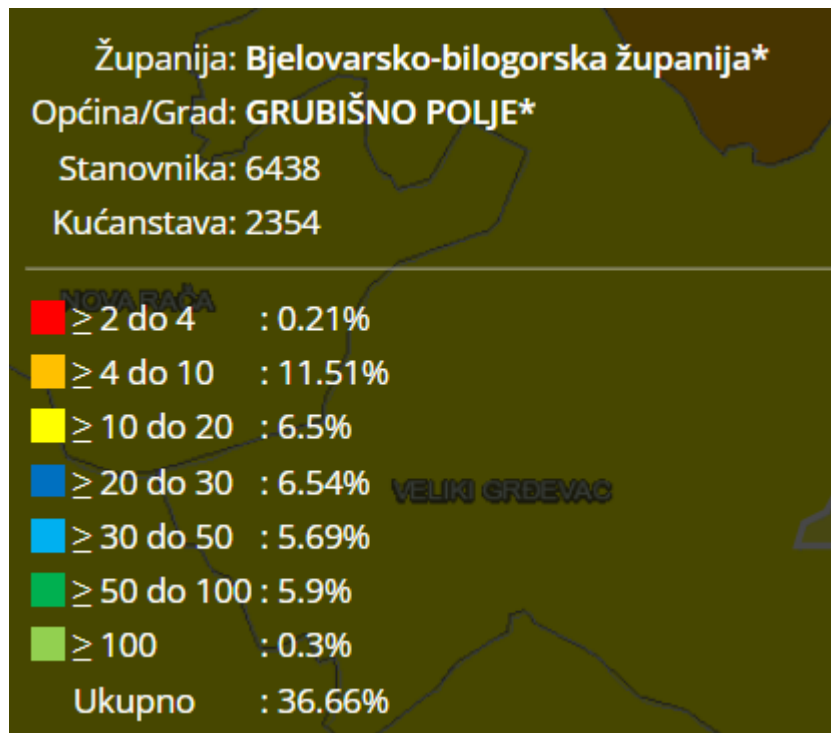 Županija: Bjelovarsko-bilogorska županija*
Općina/Grad: GRUBIŠNO POLJE*
Stanovnika: 6438
Kućanstava: 2354
NOVA RAČA
≥ 2 do 4 : 0.21%
≥ 4 do 10 : 11.51%
≥ 10 do 20 : 6.5%
≥ 20 do 30 : 6.54%
VELIKI GRĐEVAC
≥ 30 do 50 : 5.69%
≥ 50 do 100 : 5.9%
≥ 100 : 0.3%
Ukupno : 36.66%